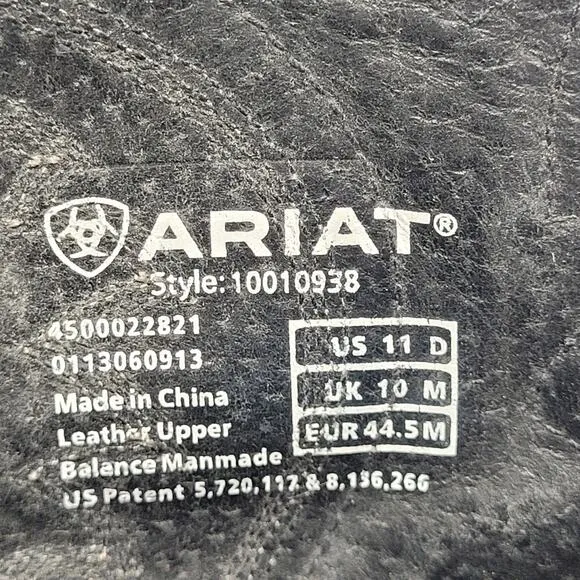 ARIAT®
Style: 10010938
4500022821
0113060913
Made in China
Leather Upper
Balance Manmade
US Patent 5,720,117 & 8,136,266
US 11 D
UK 10 M
EUR 44.5 M